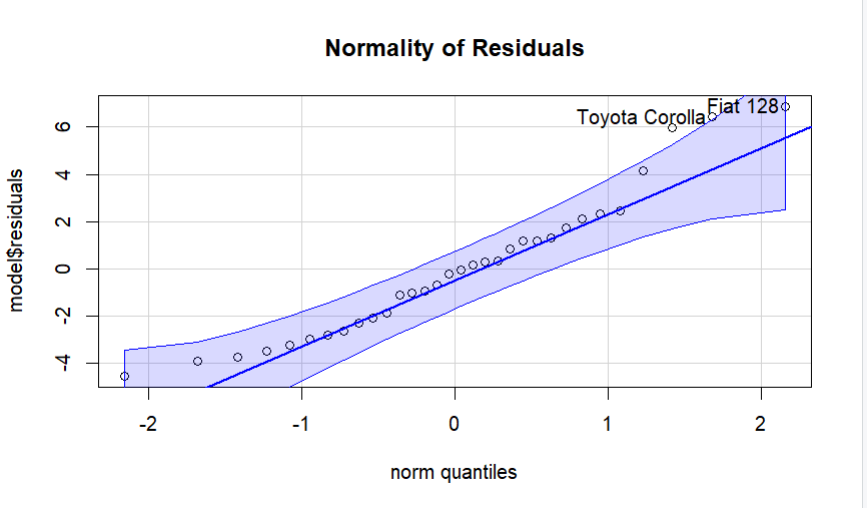 Normality of Residuals
Fiat 128
Toyota Corolla
model$residuals
6
4
2
0
-2
-4
-2
-1
0
1
2
norm quantiles